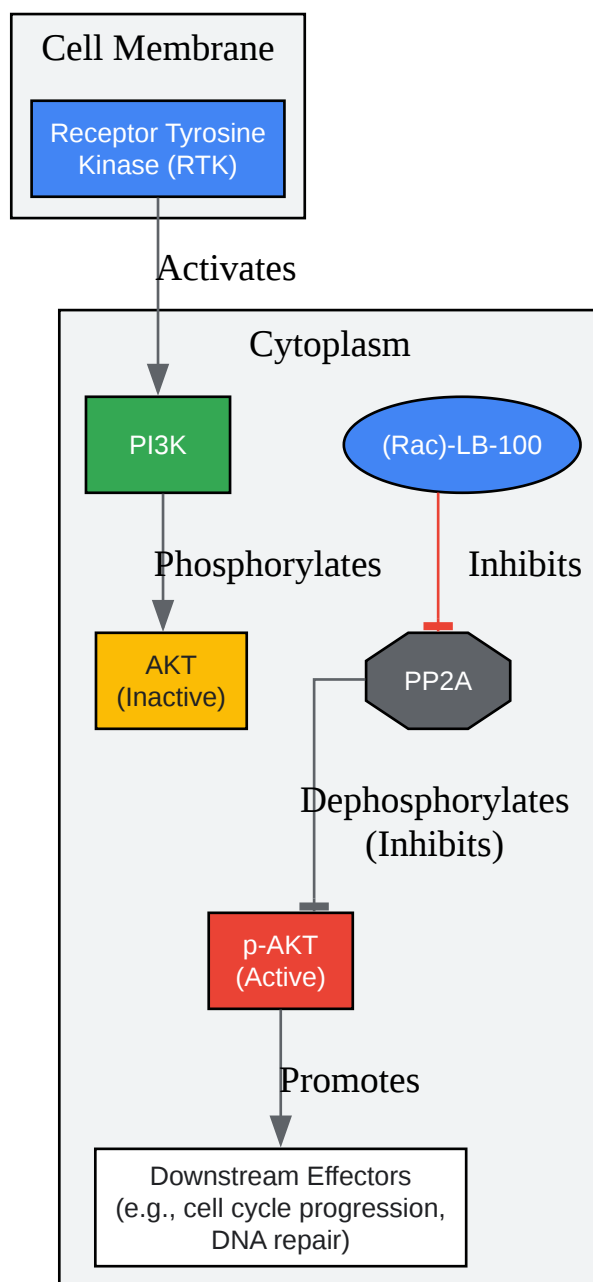 Cell Membrane
Receptor Tyrosine
Kinase (RTK)
Activates
Cytoplasm
PI3K
(Rac)-LB-100
Phosphorylates
Inhibits
AKT
(Inactive)
PP2A
Dephosphorylates
(Inhibits)
p-AKT
(Active)
Promotes
Downstream Effectors
(e.g., cell cycle progression,
DNA repair)